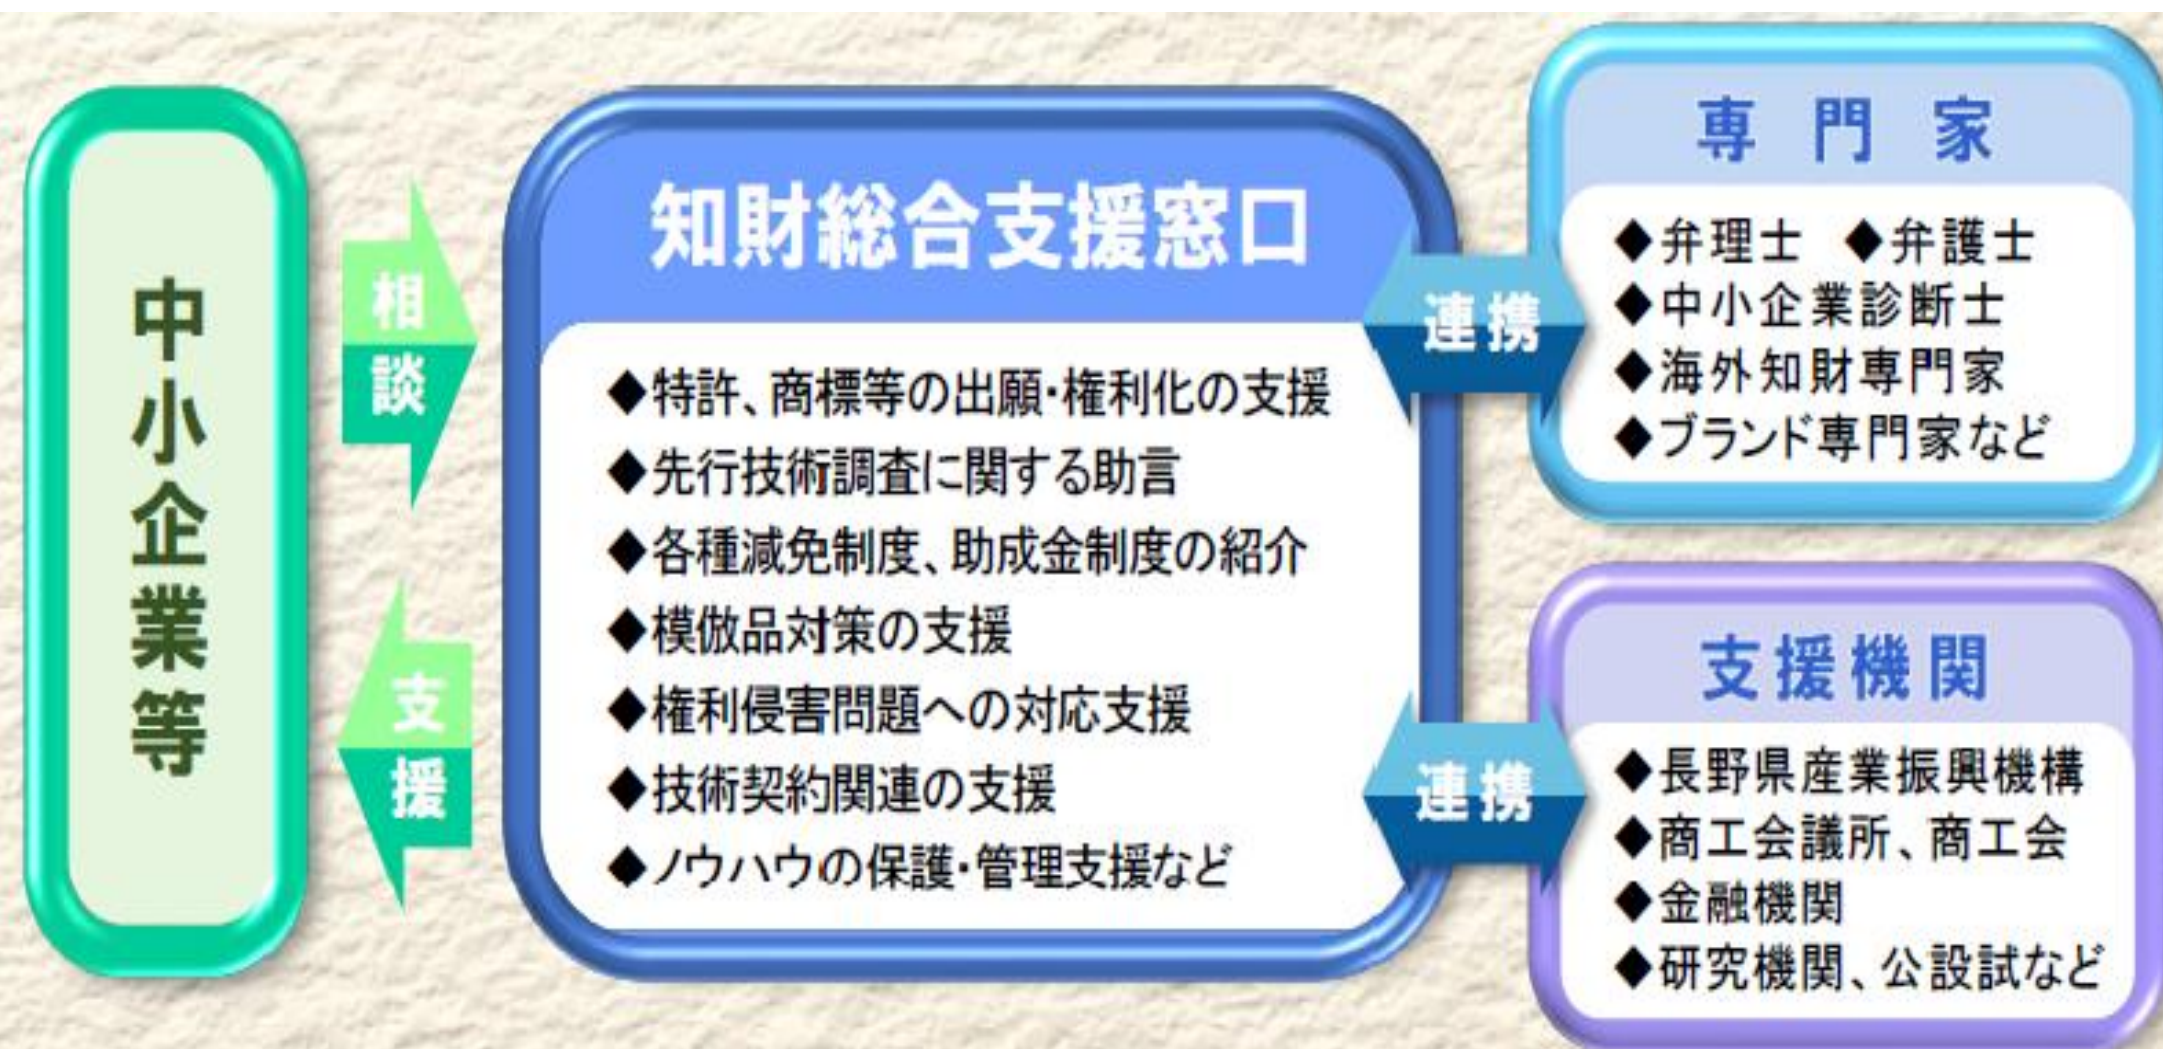 中小企業等
相談
支援
知財総合支援窓口
◆特許、商標等の出願・権利化の支援
◆先行技術調査に関する助言
◆各種減免制度、助成金制度の紹介
◆模倣品対策の支援
◆権利侵害問題への対応支援
◆技術契約関連の支援
◆ノウハウの保護・管理支援など
連携
連携
専門家
◆弁理士 ◆弁護士
◆中小企業診断士
◆海外知財専門家
◆ブランド専門家など
支援機関
◆長野県産業振興機構
◆商工会議所、商工会
◆金融機関
◆研究機関、公設試など